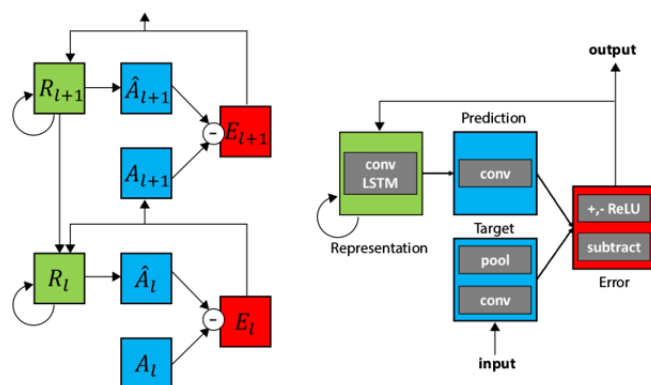 R_{l+1}
Â_{l+1}
E_{l+1}
A_{l+1}
R_l
Â_l
E_l
A_l
-
-
output
Prediction
conv
LSTM
conv
+,- ReLU
subtract
Representation
Target
pool
conv
Error
input